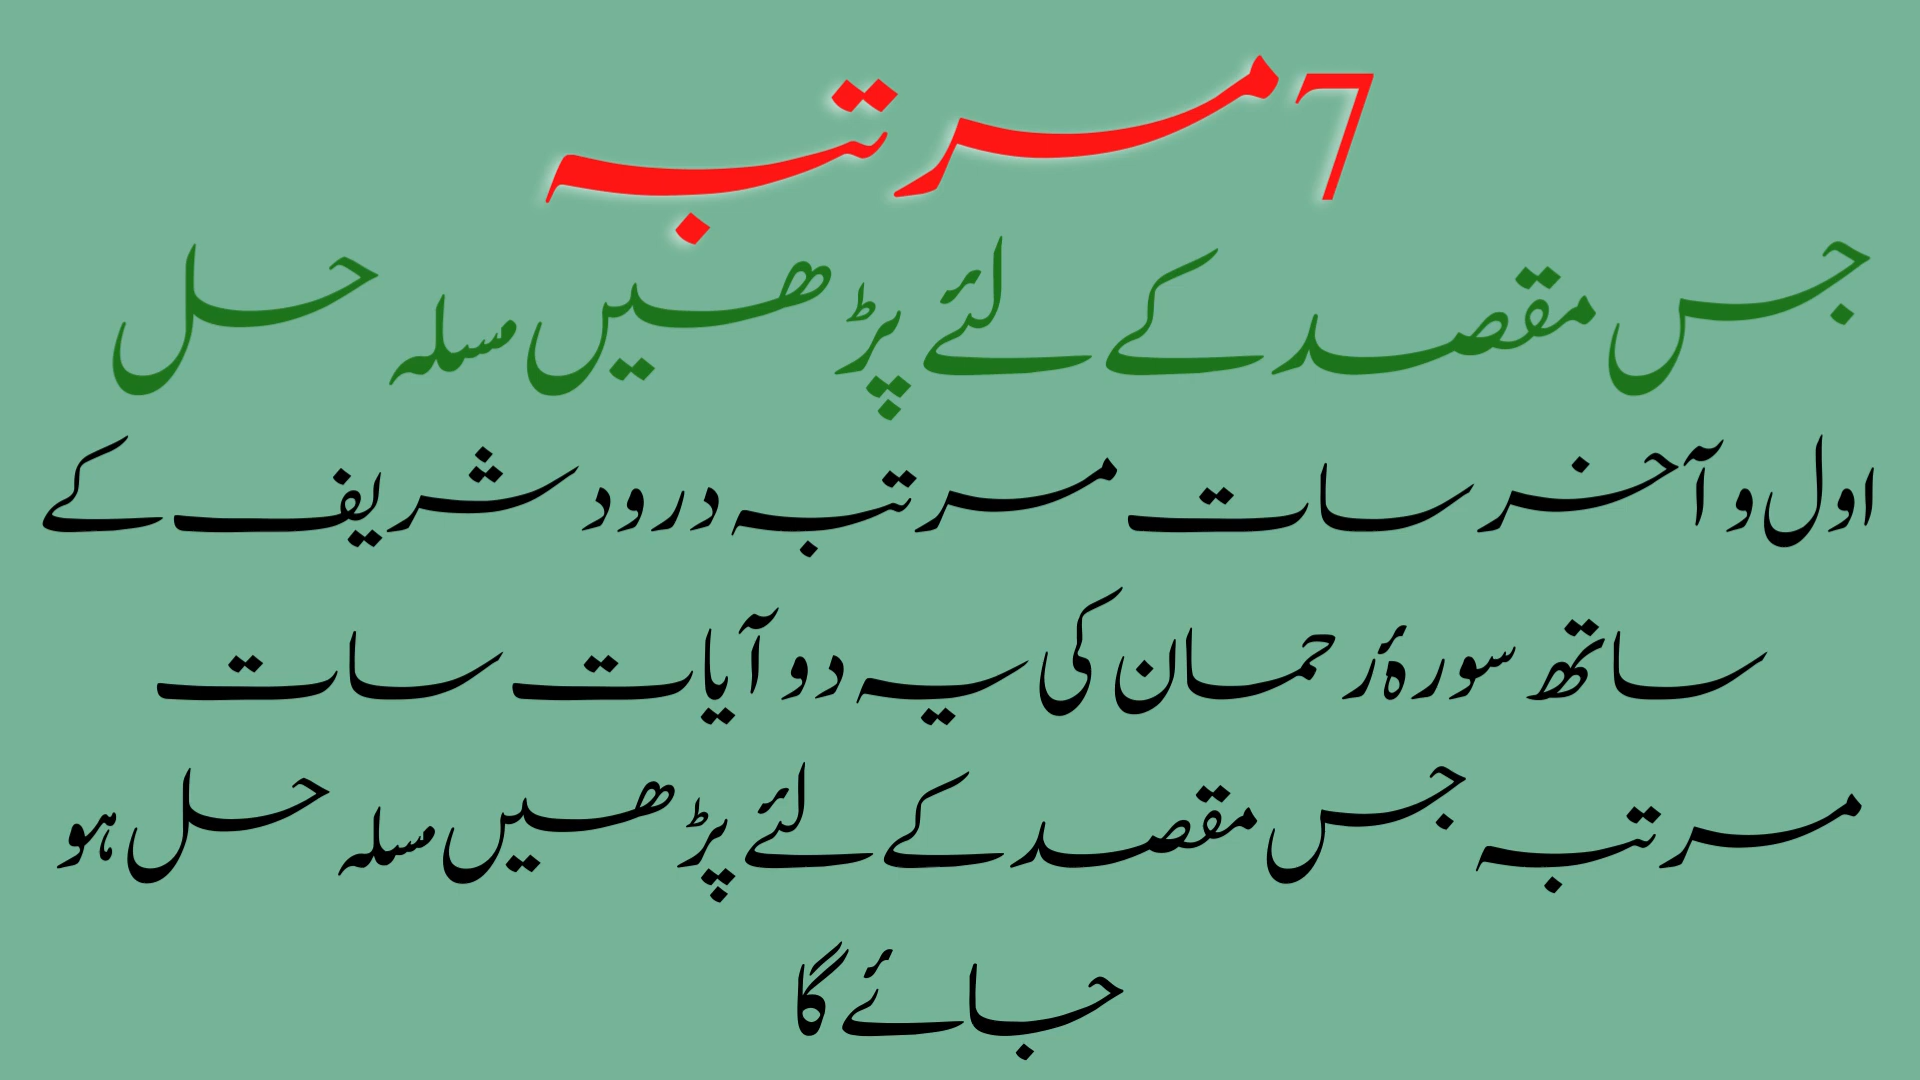 7 مرتبہ
جس مقصد کے لئے پڑھیں مسلہ حل
اول و آخر سات مرتبہ درود شریف کے
ساتھ سورۂ رحمان کی یہ دو آیات سات
مرتبہ جس مقصد کے لئے پڑھیں مسلہ حل ہو
جائے گا